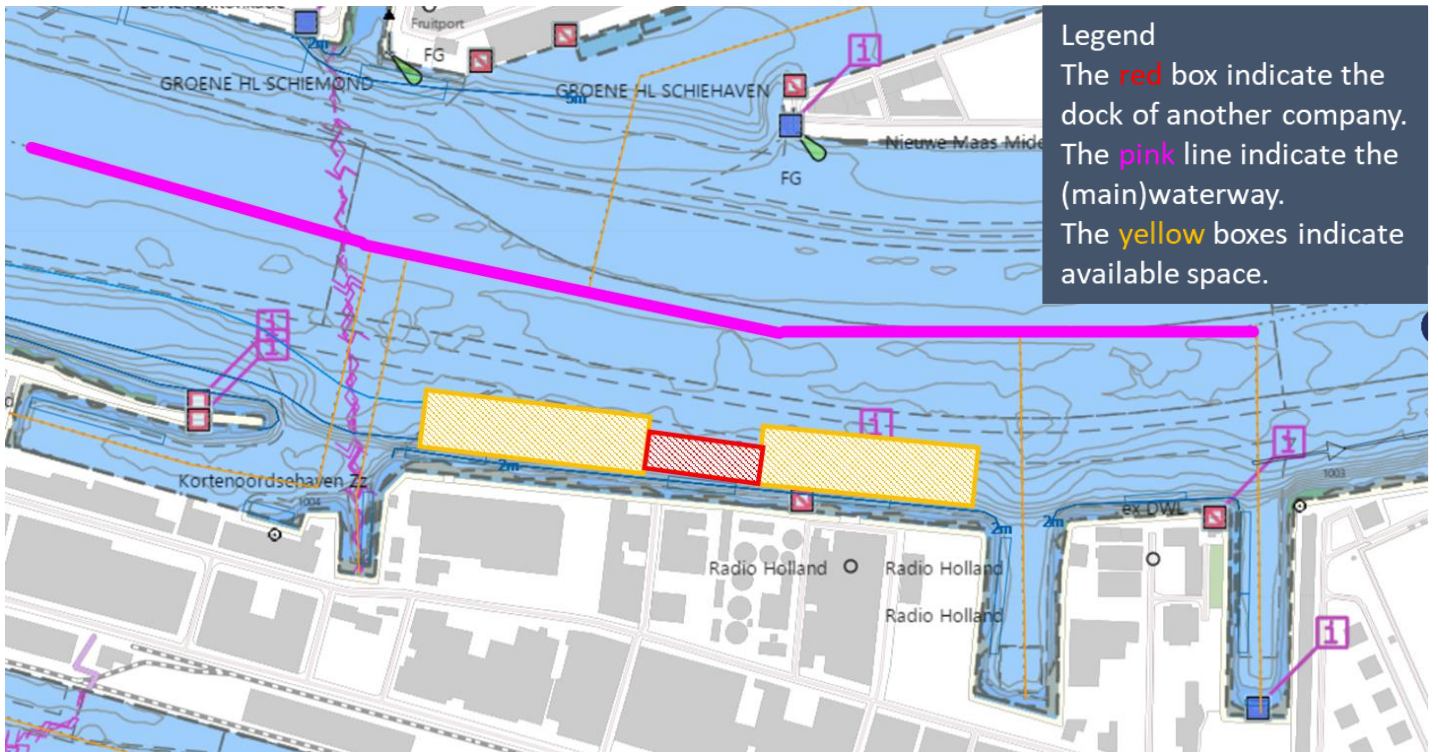 Legend
The red box indicate the
dock of another company.
The pink line indicate the
(main)waterway.
The yellow boxes indicate
available space.
Fruitport
2m
FG
GROENE HL SCHIEMOND
5m
GROENE HL SCHIEHAVEN
Nieuwe Maas Midde
FG
2m
Kortenoordsehaven Zz
1004
1003
ex DWL
2m
2m
Radio Holland
Radio Holland
Radio Holland